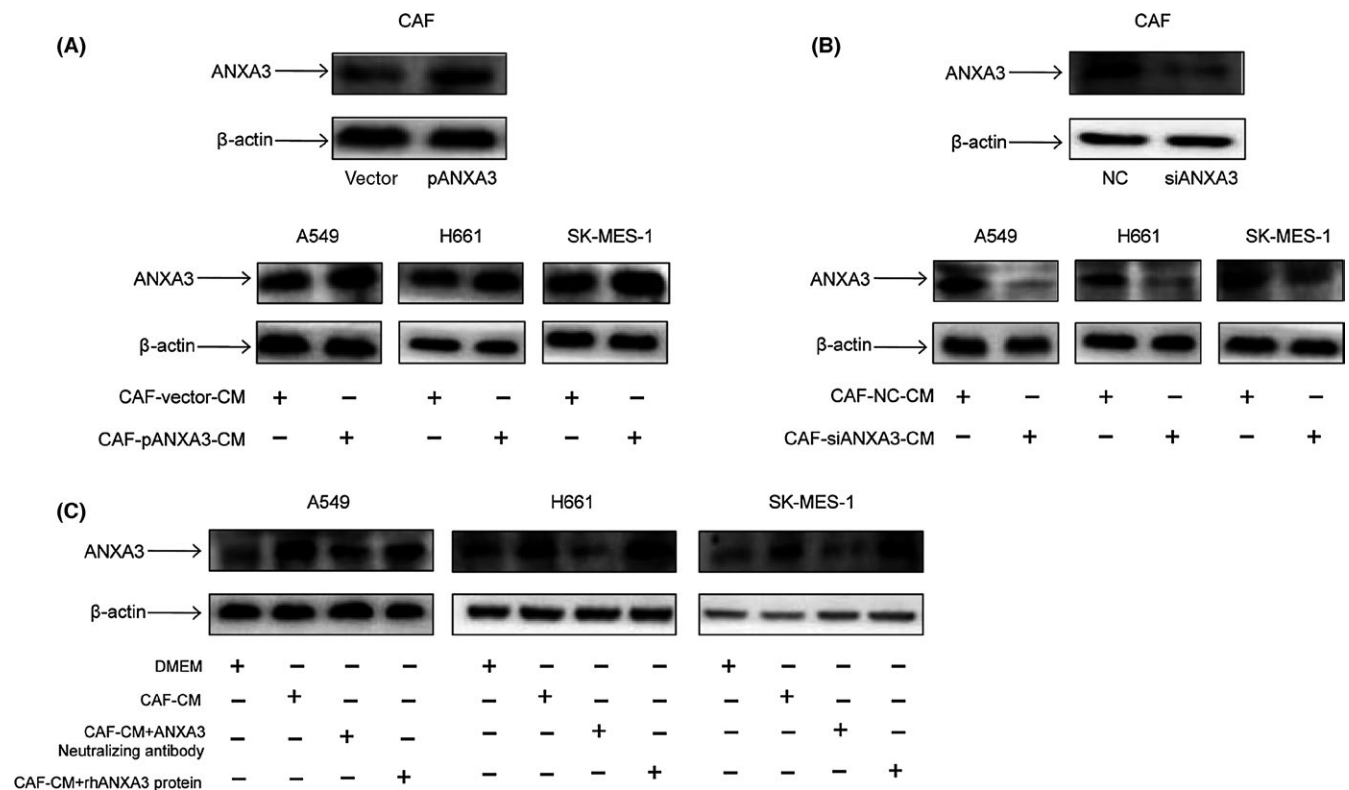 (A)
CAF
ANXA3
β-actin
Vector pANXA3
A549 H661 SK-MES-1
ANXA3
β-actin
CAF-vector-CM + − + − + −
CAF-pANXA3-CM − + − + − +
(B)
CAF
ANXA3
β-actin
NC siANXA3
A549 H661 SK-MES-1
ANXA3
β-actin
CAF-NC-CM + − + − + −
CAF-siANXA3-CM − + − + − +
(C)
A549 H661 SK-MES-1
ANXA3
β-actin
DMEM + − − − + − − − + − − −
CAF-CM − + − − − + − − − + − −
CAF-CM+ANXA3
Neutralizing antibody − − + − − − + − − − + −
CAF-CM+rhANXA3 protein − − − + − − − + − − − +